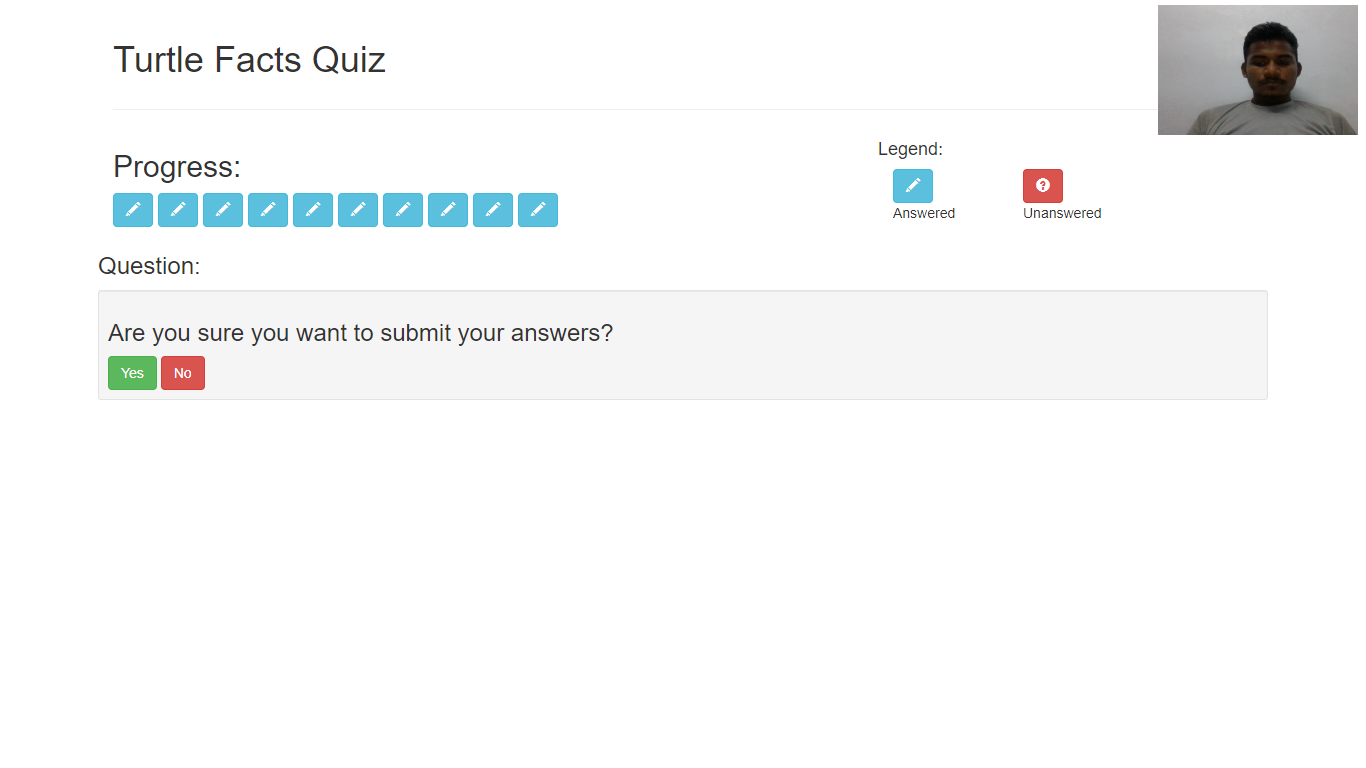 Turtle Facts Quiz
Progress:
Legend:
Answered
Unanswered
Question:
Are you sure you want to submit your answers?
Yes
No